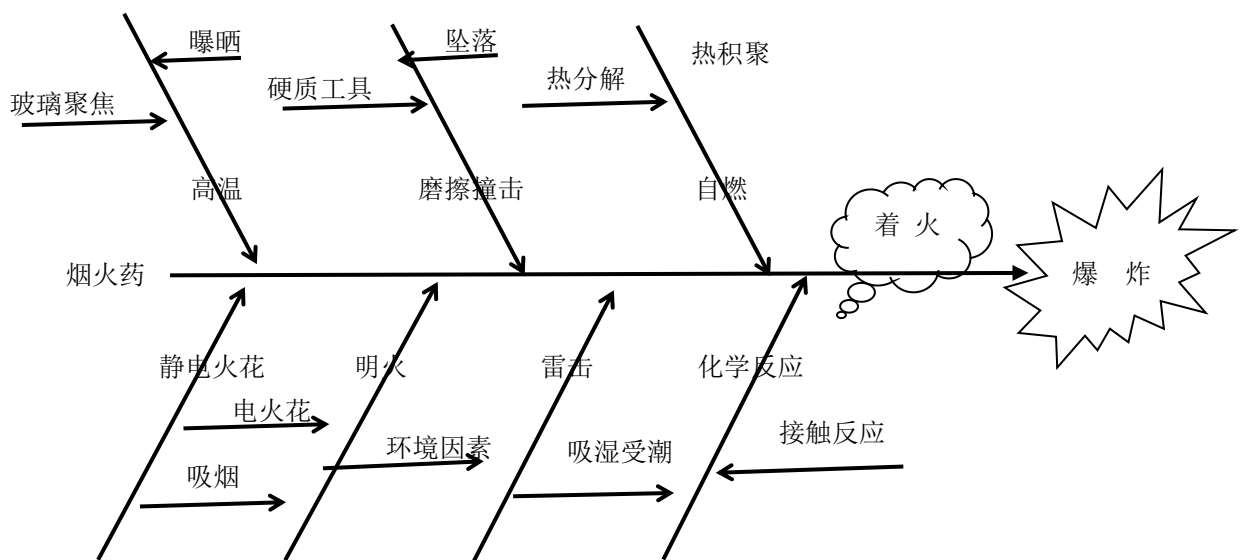 曝晒
坠落
热积聚
热分解
硬质工具
玻璃聚焦
高温
磨擦撞击
自燃
着 火
烟火药
爆 炸
静电火花
明火
雷击
化学反应
电火花
环境因素
吸湿受潮
接触反应
吸烟